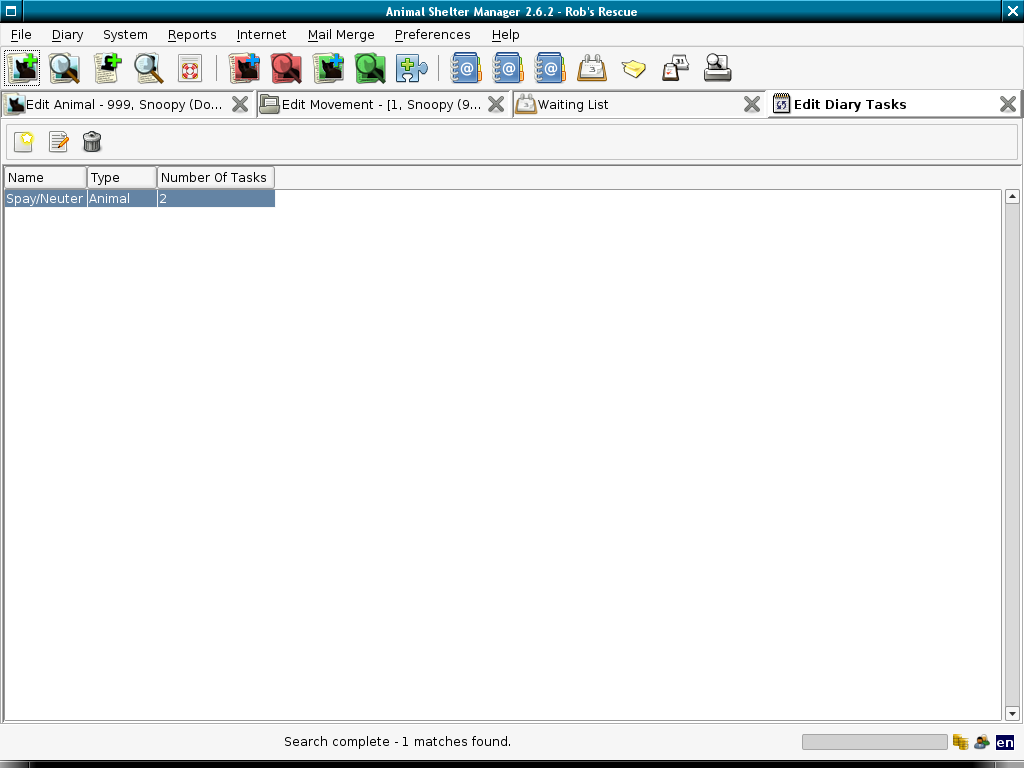 Animal Shelter Manager 2.6.2 - Rob's Rescue
File Diary System Reports Internet Mail Merge Preferences Help
Edit Animal - 999, Snoopy (Do... Edit Movement - [1, Snoopy (9... Waiting List Edit Diary Tasks
Name Type Number Of Tasks
Spay/Neuter Animal 2
Search complete - 1 matches found.
en